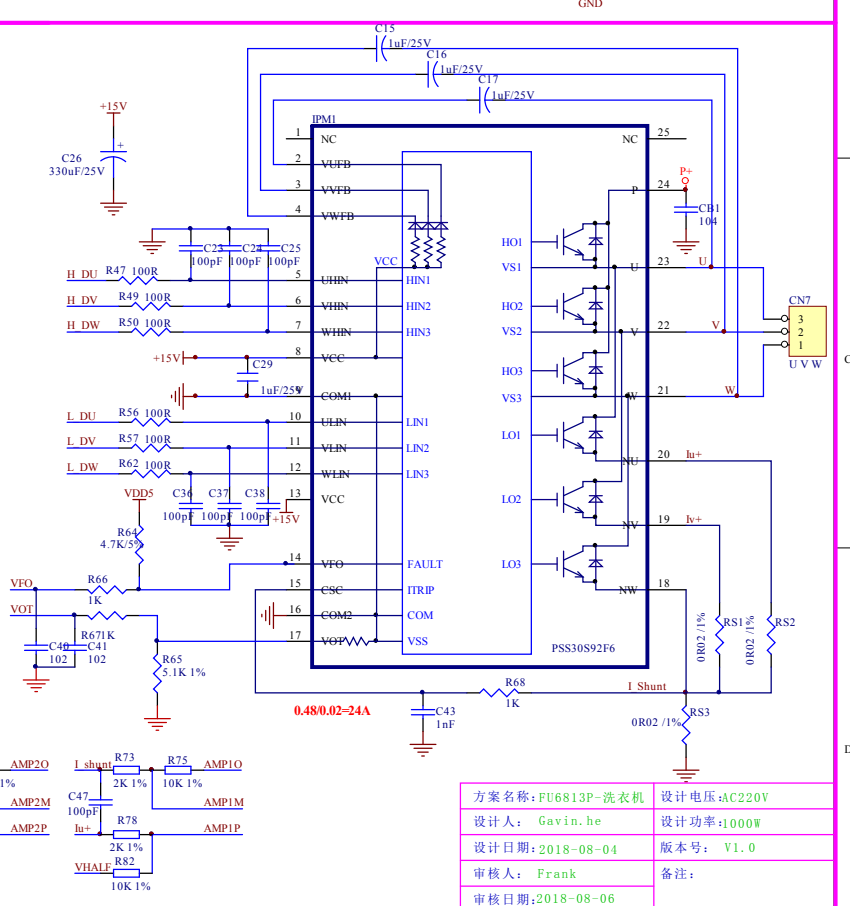 GND
C15
1uF/25V
C16
1uF/25V
C17
1uF/25V
+15V
C26
330uF/25V
+
IPM1
1 NC
2 VUFB
3 VVFB
4 VWFB
NC 25
P 24
P+
CB1
104
C23 C24 C25
100pF 100pF 100pF
H_DU R47 100R 5 UHIN HIN1
H_DV R49 100R 6 VHIN HIN2
H_DW R50 100R 7 WHIN HIN3
VCC
HO1
VS1 U 23 U
HO2
VS2 V 22 V
HO3
VS3 W 21 W
CN7
3
2
1
U V W
+15V 8 VCC
C29
1uF/25V
9 COM1
L_DU R56 100R 10 ULIN LIN1
L_DV R57 100R 11 VLIN LIN2
L_DW R62 100R 12 WLIN LIN3
LO1
NU 20 Iu+
LO2
NV 19 Iv+
LO3
NW 18
C36 C37 C38
100pF 100pF 100pF
+15V
13 VCC
VDD5
R64
4.7K/5%
14 VFO FAULT
15 CSC ITRIP
16 COM2 COM
17 VOT VSS
PSS30S92F6
VFO R66
1K
VOT
R67 1K
C40 C41
102 102
R65
5.1K 1%
RS1 0R02 /1%
RS2 0R02 /1%
R68
1K
I_Shunt
C43
1nF
0.48/0.02=24A
RS3
0R02 /1%
AMP2O
1%
AMP2M
AMP2P
I_shunt R73 R75 AMP1O
2K 1% 10K 1%
C47
100pF
AMP1M
Iu+ R78 AMP1P
2K 1%
VHALF R82
10K 1%
方案名称:FU6813P-洗衣机 设计电压:AC220V
设计人: Gavin.he 设计功率:1000W
设计日期:2018-08-04 版本号: V1.0
审核人: Frank 备注:
审核日期:2018-08-06
C
D